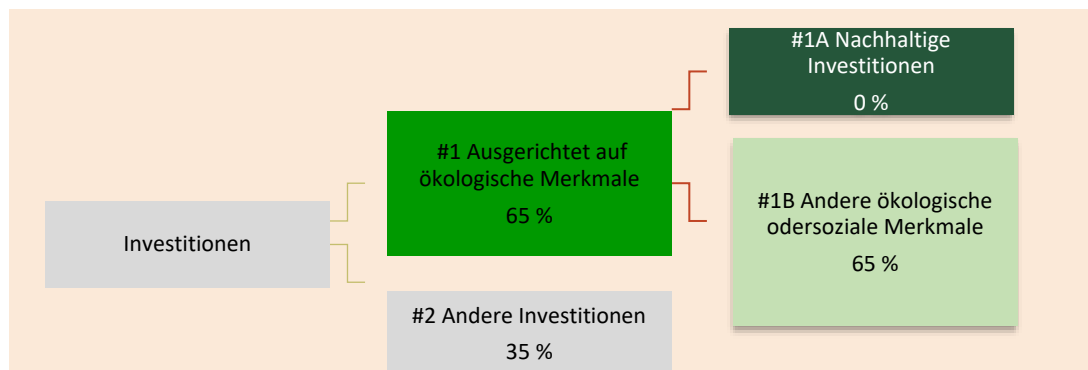 Investitionen
#1 Ausgerichtet auf
ökologische Merkmale
65 %
#2 Andere Investitionen
35 %
#1A Nachhaltige
Investitionen
0 %
#1B Andere ökologische
odersoziale Merkmale
65 %